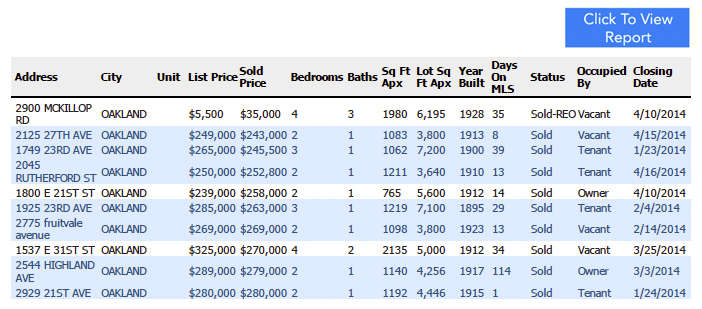 Click To View
Report
Address City Unit List Price Sold Price Bedrooms Baths Sq Ft Apx Lot Sq Ft Apx Year Built Days On MLS Status Occupied By Closing Date
2900 MCKILLOP RD OAKLAND $5,500 $35,000 4 3 1980 6,195 1928 35 Sold-REO Vacant 4/10/2014
2125 27TH AVE OAKLAND $249,000 $243,000 2 1 1083 3,800 1913 8 Sold Vacant 4/15/2014
1749 23RD AVE OAKLAND $265,000 $245,500 3 1 1062 7,200 1900 39 Sold Tenant 1/23/2014
2045 RUTHERFORD ST OAKLAND $250,000 $252,800 2 1 1211 3,640 1910 13 Sold Tenant 4/16/2014
1800 E 21ST ST OAKLAND $239,000 $258,000 2 1 765 5,600 1912 14 Sold Owner 4/10/2014
1925 23RD AVE OAKLAND $285,000 $263,000 3 1 1219 7,100 1895 29 Sold Tenant 2/4/2014
2775 fruitvale avenue OAKLAND $269,000 $269,000 2 1 1098 3,800 1923 13 Sold Vacant 2/14/2014
1537 E 31ST ST OAKLAND $325,000 $270,000 4 2 2135 5,000 1912 34 Sold Vacant 3/25/2014
2544 HIGHLAND AVE OAKLAND $289,000 $279,000 2 1 1140 4,256 1917 114 Sold Owner 3/3/2014
2929 21ST AVE OAKLAND $280,000 $280,000 2 1 1192 4,446 1915 1 Sold Tenant 1/24/2014